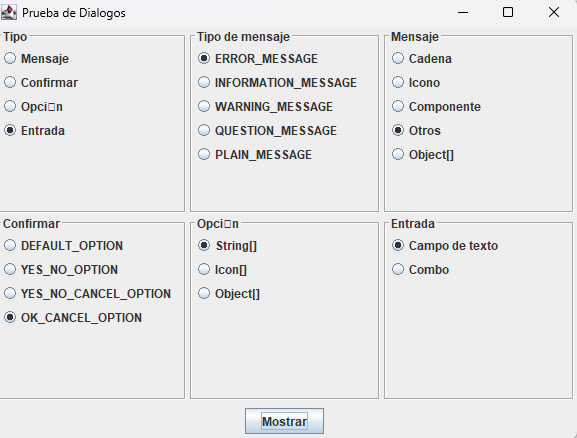 Prueba de Dialogos
Tipo
Mensaje
Confirmar
Opci□n
Entrada
Tipo de mensaje
ERROR_MESSAGE
INFORMATION_MESSAGE
WARNING_MESSAGE
QUESTION_MESSAGE
PLAIN_MESSAGE
Mensaje
Cadena
Icono
Componente
Otros
Object[]
Confirmar
DEFAULT_OPTION
YES_NO_OPTION
YES_NO_CANCEL_OPTION
OK_CANCEL_OPTION
Opci□n
String[]
Icon[]
Object[]
Entrada
Campo de texto
Combo
Mostrar